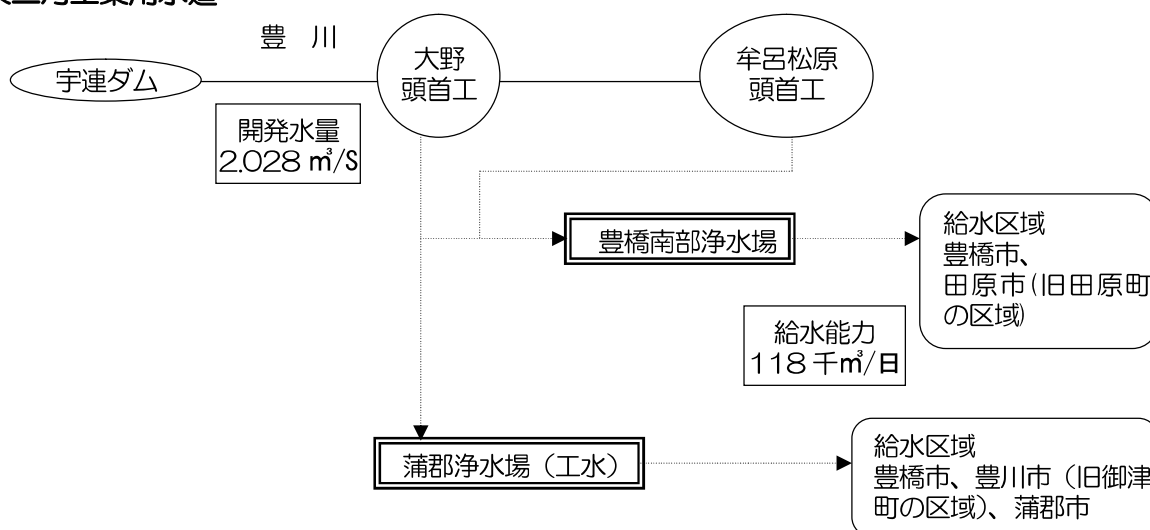 豊　川
宇連ダム
大野
頭首工
牟呂松原
頭首工
開発水量
2.028 ㎥/S
豊橋南部浄水場
給水区域
豊橋市、
田原市(旧田原町
の区域)
給水能力
118千㎥/日
蒲郡浄水場（工水）
給水区域
豊橋市、豊川市（旧御津
町の区域)、蒲郡市